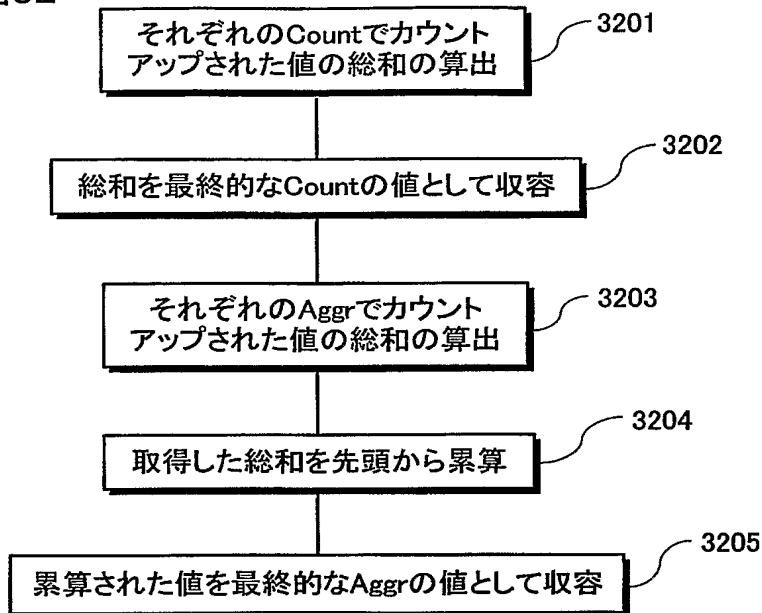 それぞれのCountでカウント
アップされた値の総和の算出
3201
3202
総和を最終的なCountの値として収容
それぞれのAggrでカウント
アップされた値の総和の算出
3203
3204
取得した総和を先頭から累算
3205
累算された値を最終的なAggrの値として収容